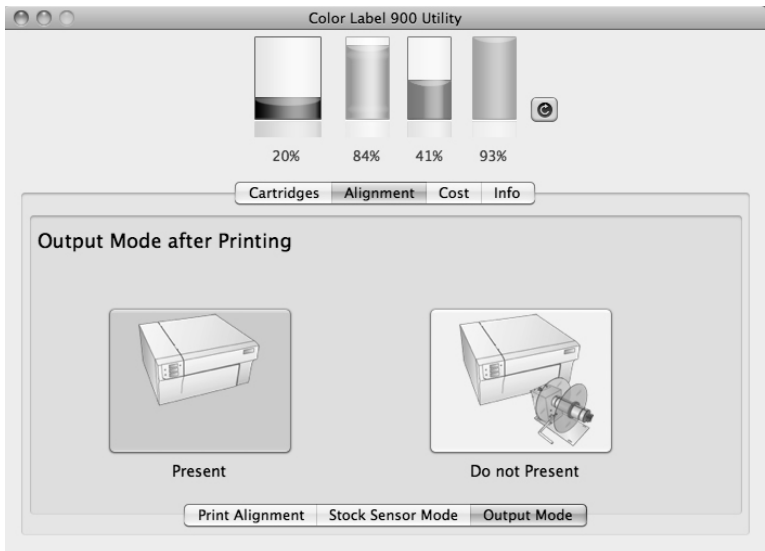 Color Label 900 Utility
20% 84% 41% 93%
Cartridges Alignment Cost Info
Output Mode after Printing
Present Do not Present
Print Alignment Stock Sensor Mode Output Mode